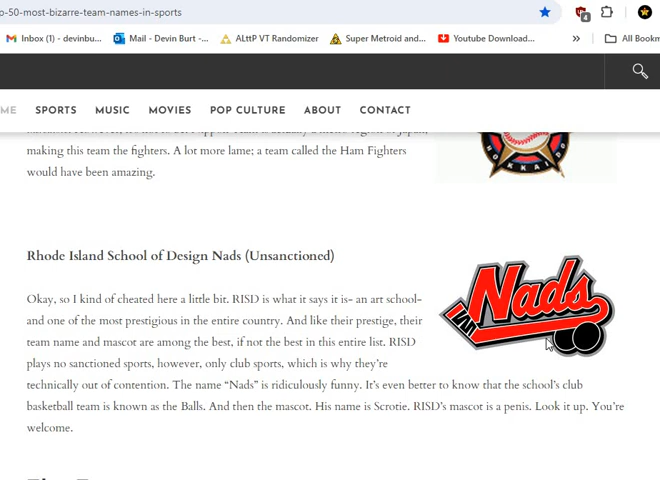 p-50-most-bizarre-team-names-in-sports
4
Inbox (1) - devinbu... Mail - Devin Burt -... ALttP VT Randomizer Super Metroid and... Youtube Download... » All Bookm
ME SPORTS MUSIC MOVIES POP CULTURE ABOUT CONTACT
making this team the fighters. A lot more lame; a team called the Ham Fighters
would have been amazing.
HOKKAIDO
Rhode Island School of Design Nads (Unsanctioned)
Nads
Okay, so I kind of cheated here a little bit. RISD is what it says it is- an art school-
and one of the most prestigious in the entire country. And like their prestige, their
team name and mascot are among the best, if not the best in this entire list. RISD
plays no sanctioned sports, however, only club sports, which is why they're
technically out of contention. The name “Nads” is ridiculously funny. It's even better to know that the school's club
basketball team is known as the Balls. And then the mascot. His name is Scrotie. RISD's mascot is a penis. Look it up. You're
welcome.